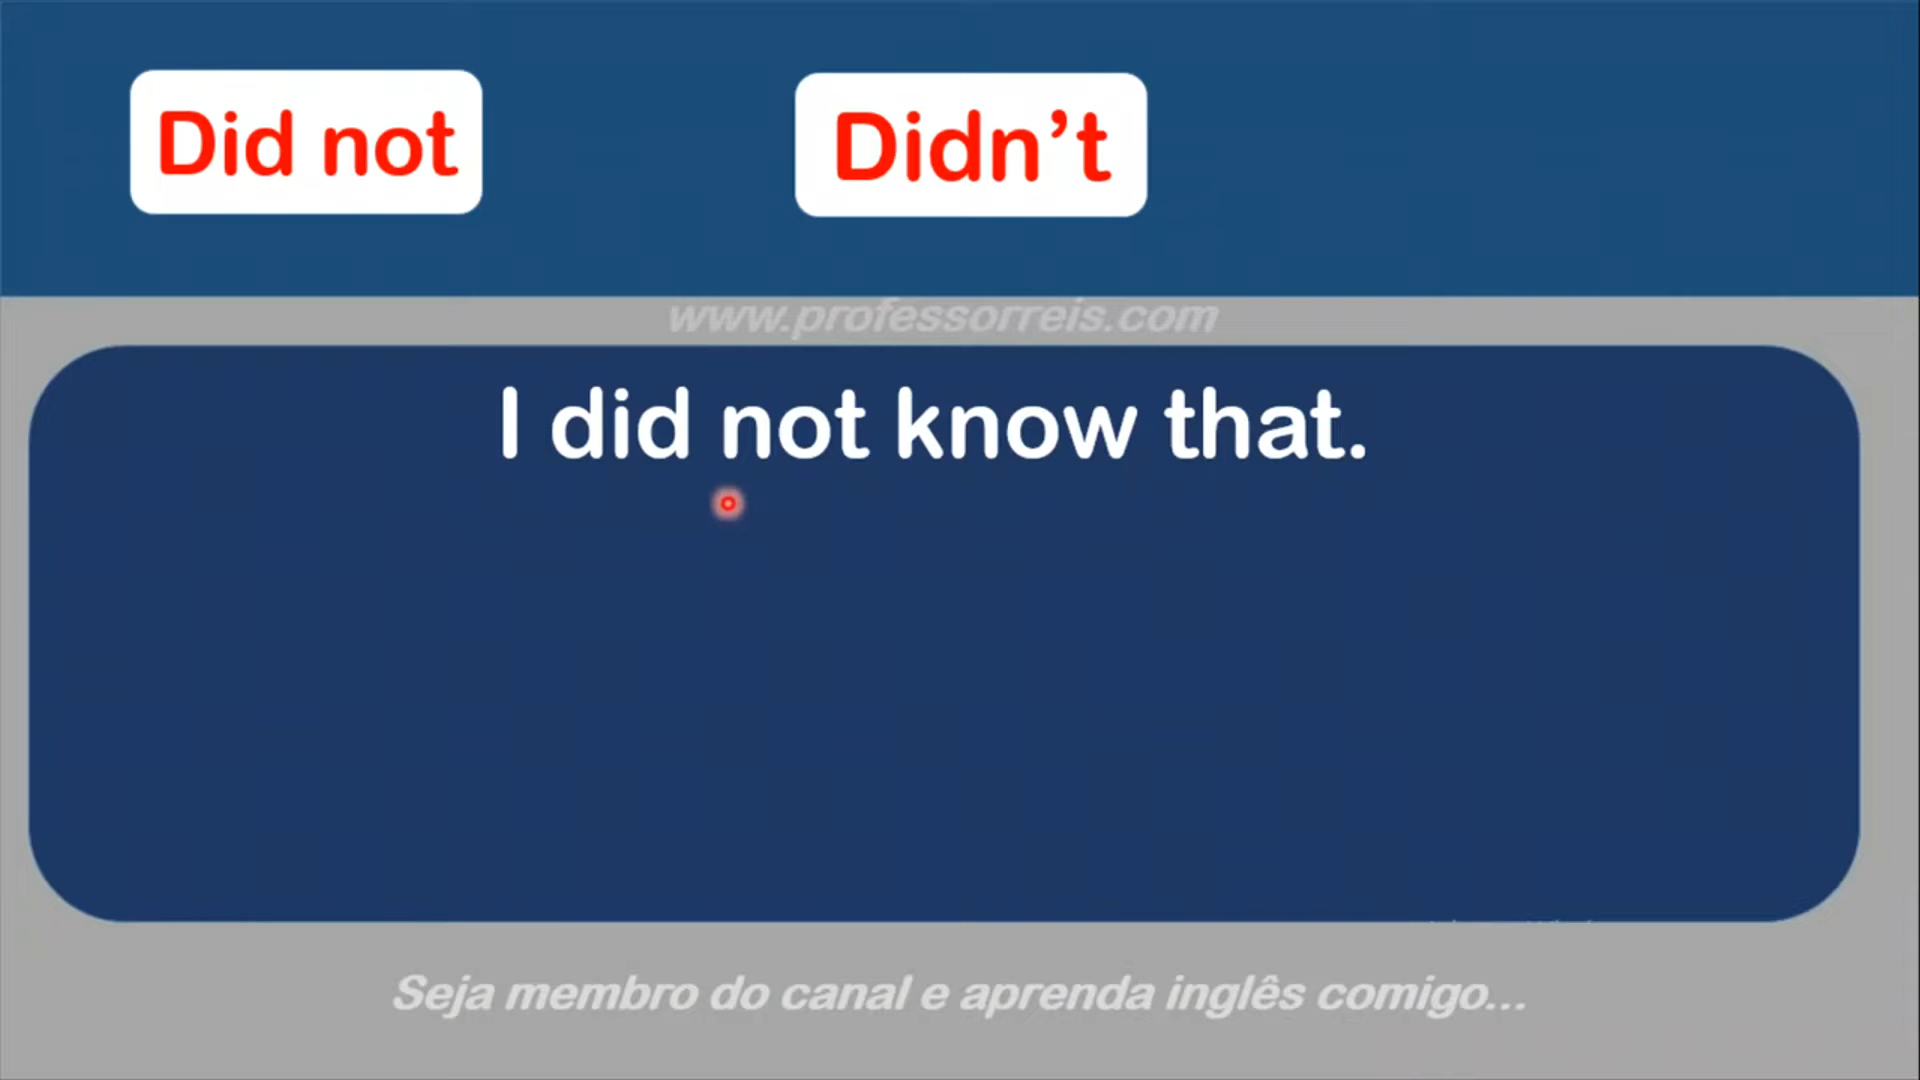 Did not
Didn’t
www.professorreis.com
I did not know that.
Seja membro do canal e aprenda inglês comigo...